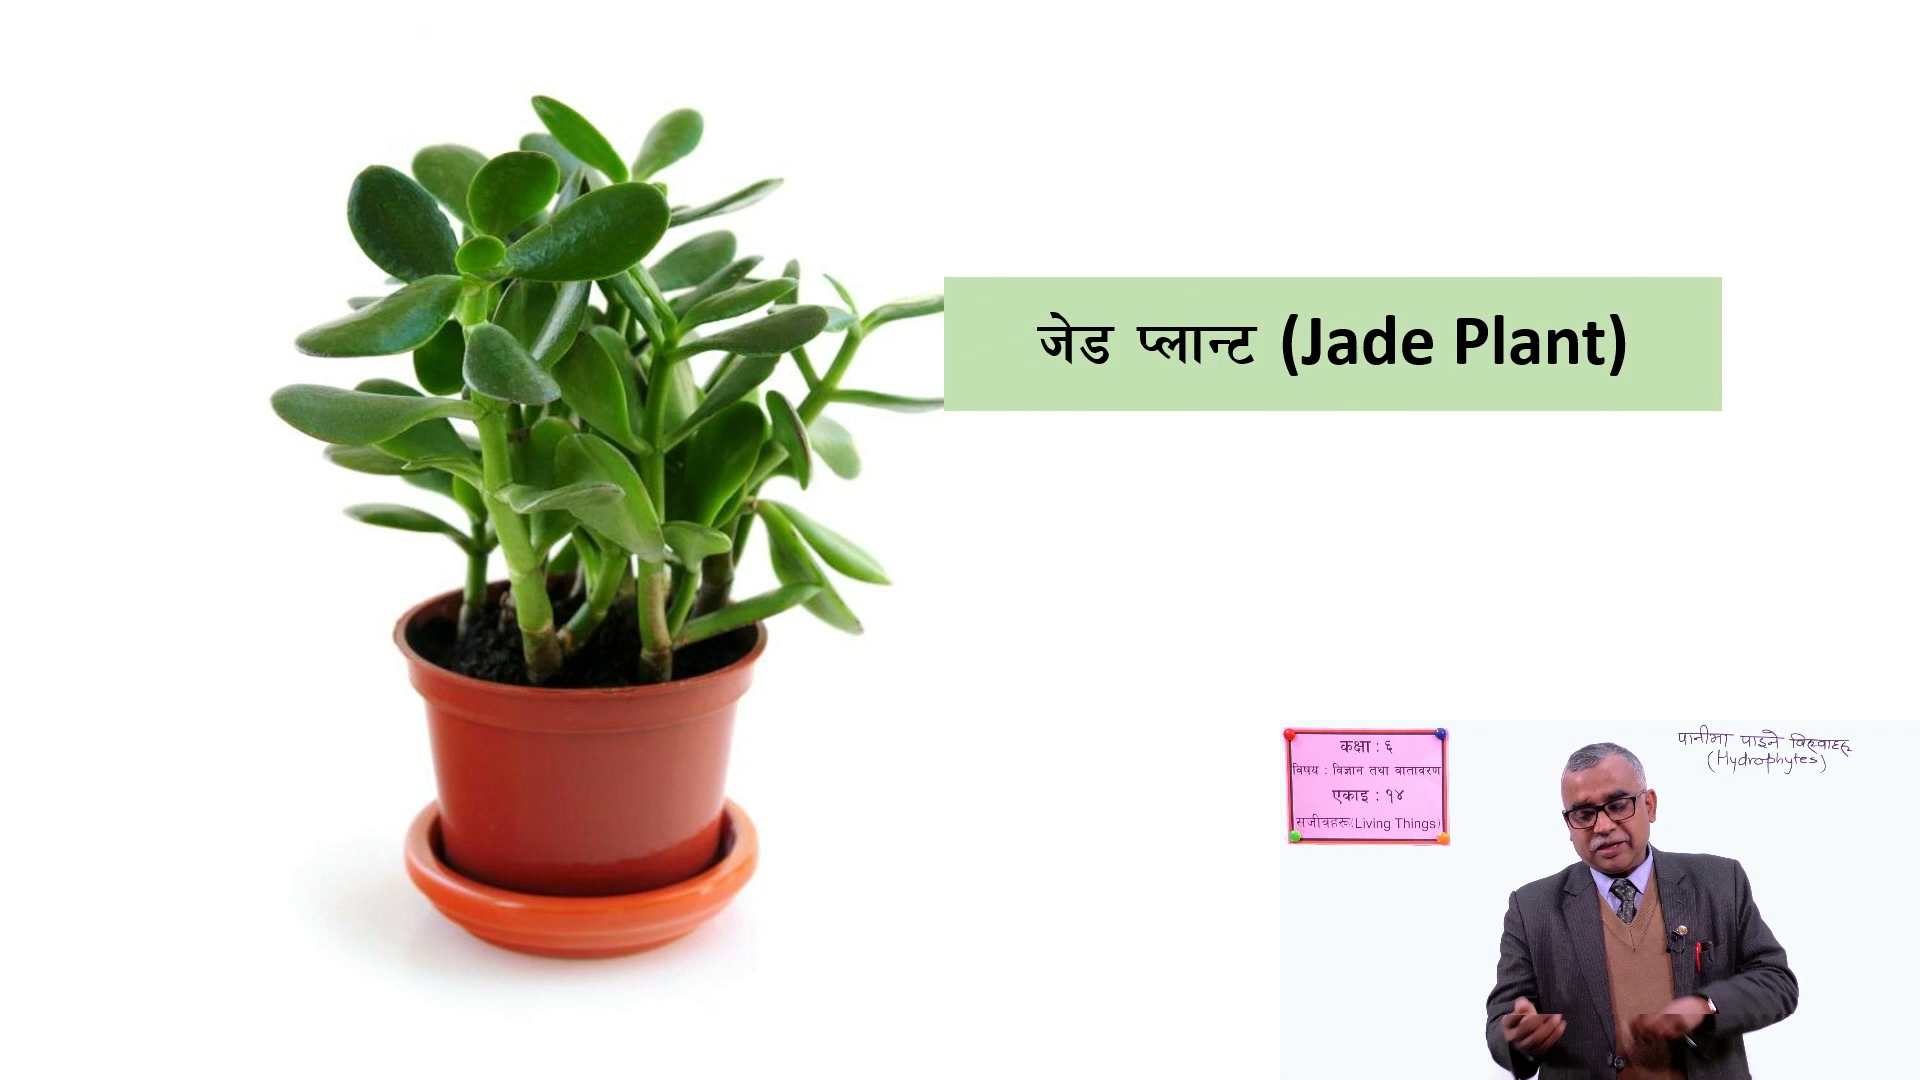 जेड प्लान्ट (Jade Plant)
कक्षा : ६
विषय : विज्ञान तथा वातावरण
एकाइ : १४
सजीवहरू(Living Things)
पानीमा पाइने बिरुवाहरू
(Hydrophytes)